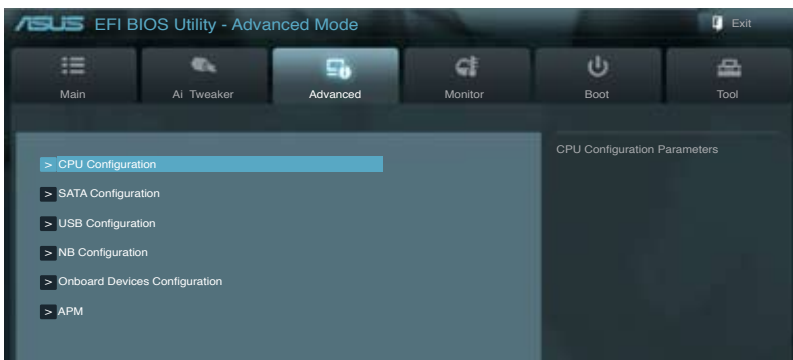 ASUS EFI BIOS Utility - Advanced Mode
Exit
Main
Ai Tweaker
Advanced
Monitor
Boot
Tool
> CPU Configuration
> SATA Configuration
> USB Configuration
> NB Configuration
> Onboard Devices Configuration
> APM
CPU Configuration Parameters